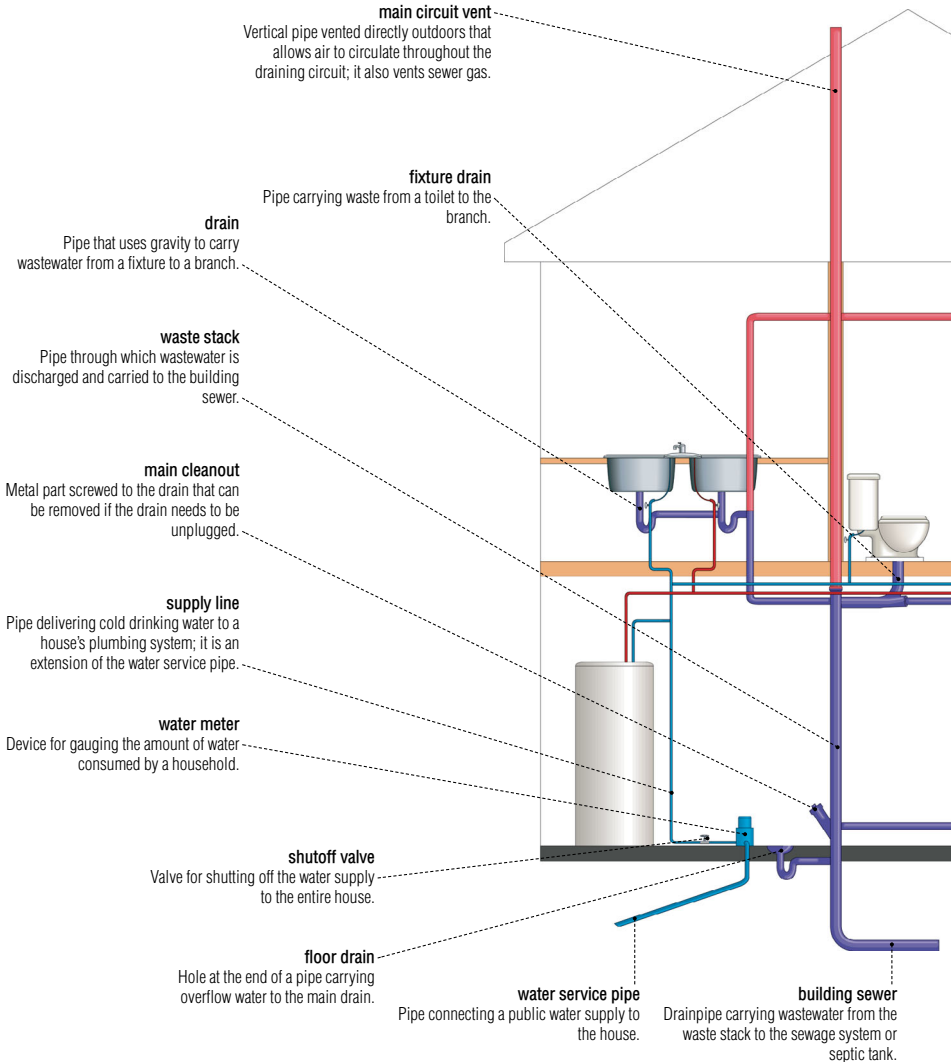 main circuit vent
Vertical pipe vented directly outdoors that
allows air to circulate throughout the
draining circuit; it also vents sewer gas.
fixture drain
Pipe carrying waste from a toilet to the
branch.
drain
Pipe that uses gravity to carry
wastewater from a fixture to a branch.
waste stack
Pipe through which wastewater is
discharged and carried to the building
sewer.
main cleanout
Metal part screwed to the drain that can
be removed if the drain needs to be
unplugged.
supply line
Pipe delivering cold drinking water to a
house's plumbing system; it is an
extension of the water service pipe.
water meter
Device for gauging the amount of water
consumed by a household.
shutoff valve
Valve for shutting off the water supply
to the entire house.
floor drain
Hole at the end of a pipe carrying
overflow water to the main drain.
water service pipe
Pipe connecting a public water supply to
the house.
building sewer
Drainpipe carrying wastewater from the
waste stack to the sewage system or
septic tank.